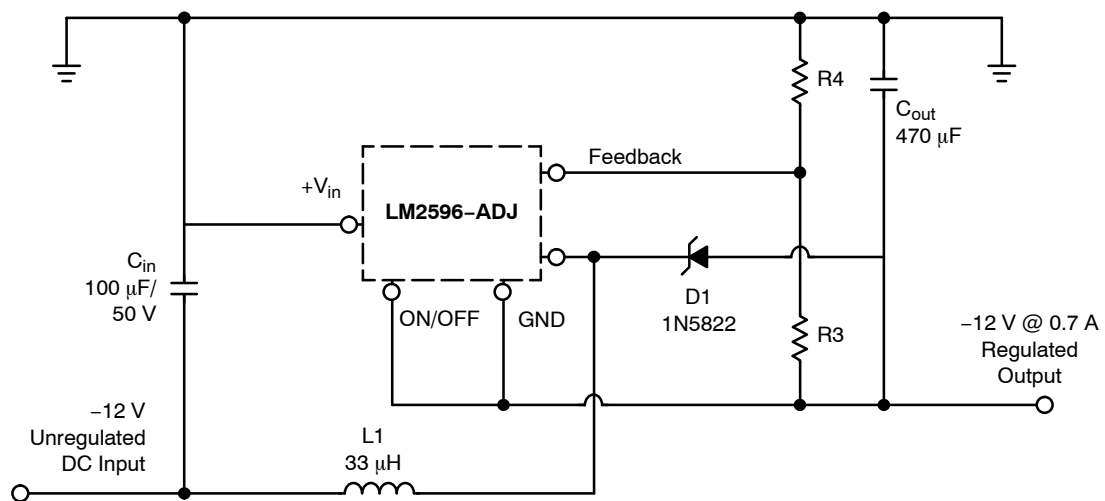 R4
Cout
470 μF
Feedback
+Vin
LM2596–ADJ
Cin
100 μF/
50 V
D1
1N5822
ON/OFF
GND
R3
–12 V @ 0.7 A
Regulated
Output
–12 V
Unregulated
DC Input
L1
33 μH